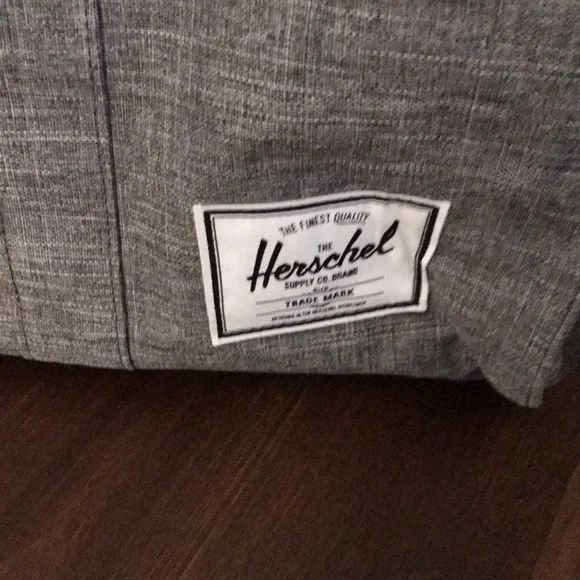 THE FINEST QUALITY
THE
Herschel
SUPPLY CO. BRAND
TRADE MARK